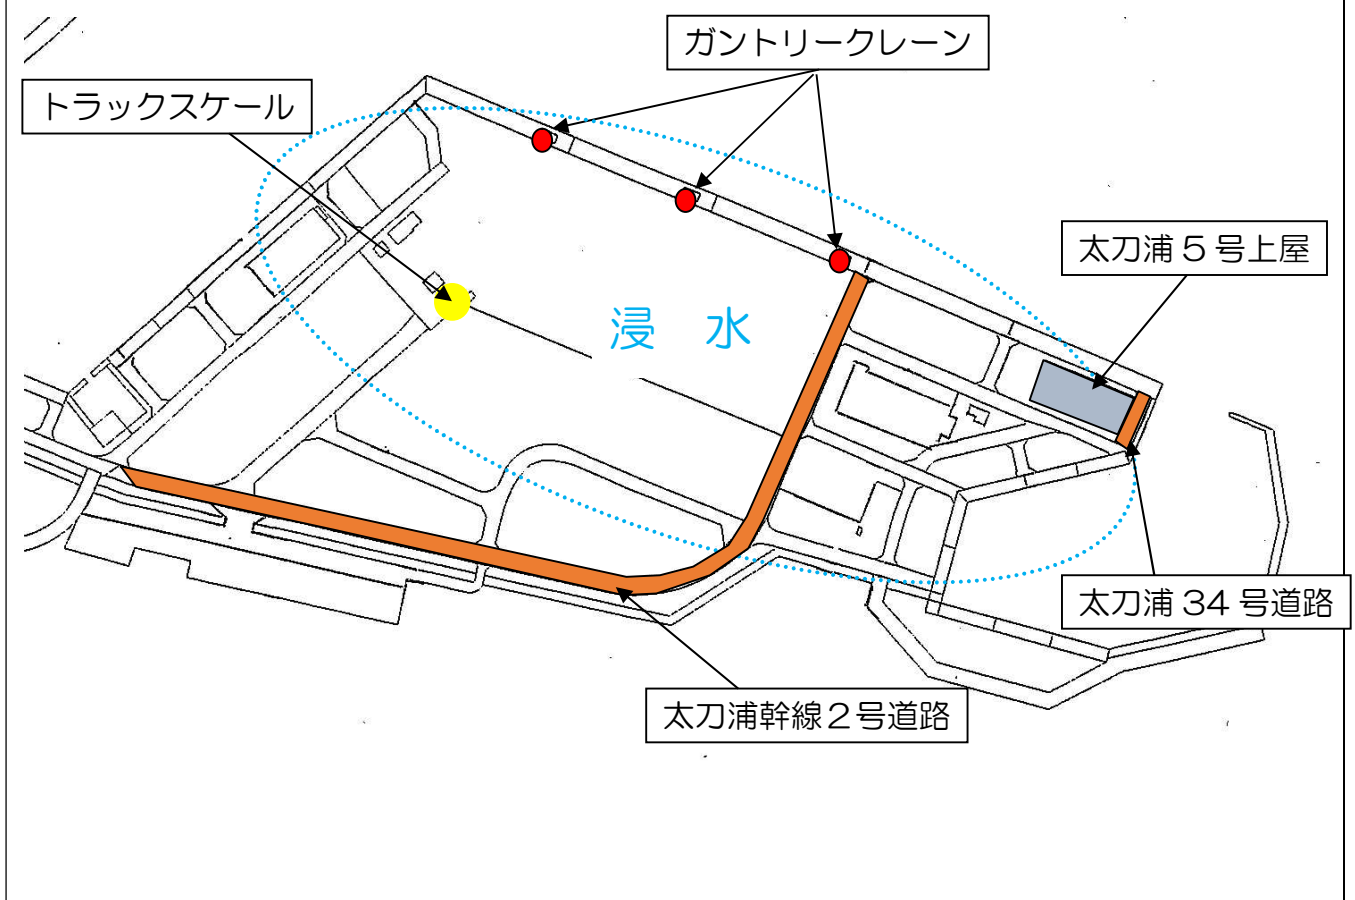 ガントリークレーン
トラックスケール
太刀浦5号上屋
浸 水
太刀浦34号道路
太刀浦幹線2号道路